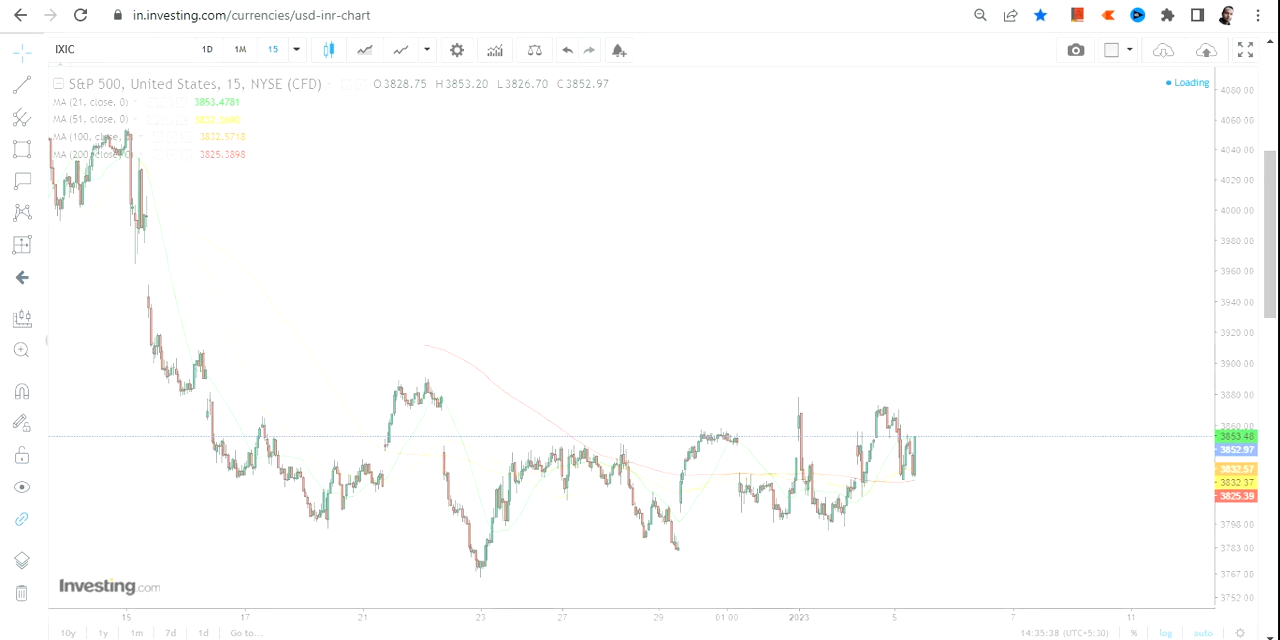 in.investing.com/currencies/usd-inr-chart
IXIC 1D 1M 15
S&P 500, United States, 15, NYSE (CFD) O3828.75 H3853.20 L3826.70 C3852.97
Loading
MA (21, close, 0) 3853.4781
MA (51, close, 0)
MA (100, close, 0) 3832.5718
MA (200, close, 0) 3825.3898
4080.00
4060.00
4040.00
4020.00
4000.00
3980.00
3960.00
3940.00
3920.00
3900.00
3880.00
3860.00
3853.48
3852.97
3832.57
3832.37
3825.39
3798.00
3783.00
3767.00
3752.00
Investing.com
15 17 21 23 27 29 01:00 2023 5 7 11
10y 1y 1m 7d 1d Go to... 14:35:38 (UTC+5:30) % log auto